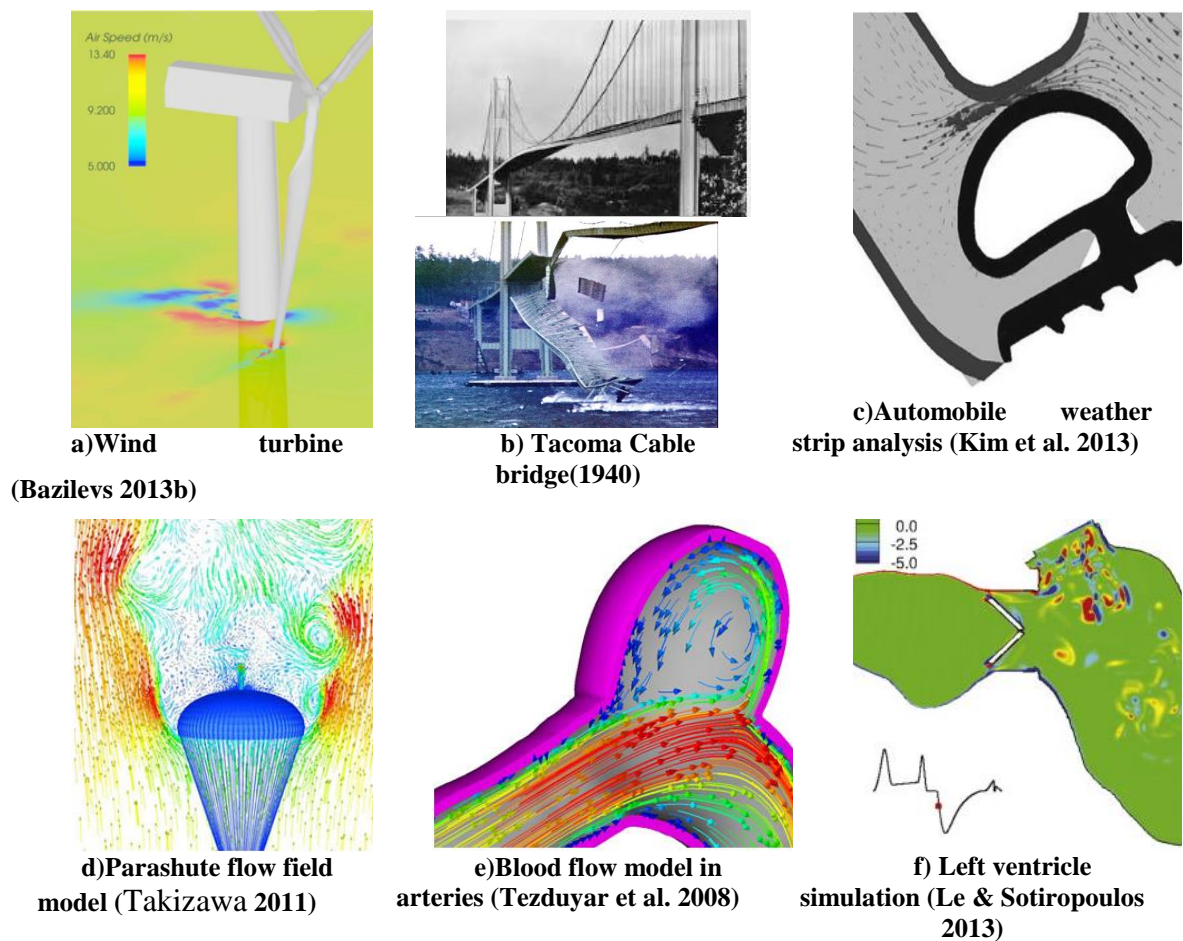 Air Speed (m/s)
13.40
9.200
5.000
a)Wind turbine
(Bazilevs 2013b)
b) Tacoma Cable
bridge(1940)
c)Automobile weather
strip analysis (Kim et al. 2013)
0.0
-2.5
-5.0
d)Parashute flow field
model (Takizawa 2011)
e)Blood flow model in
arteries (Tezduyar et al. 2008)
f) Left ventricle
simulation (Le & Sotiropoulos
2013)